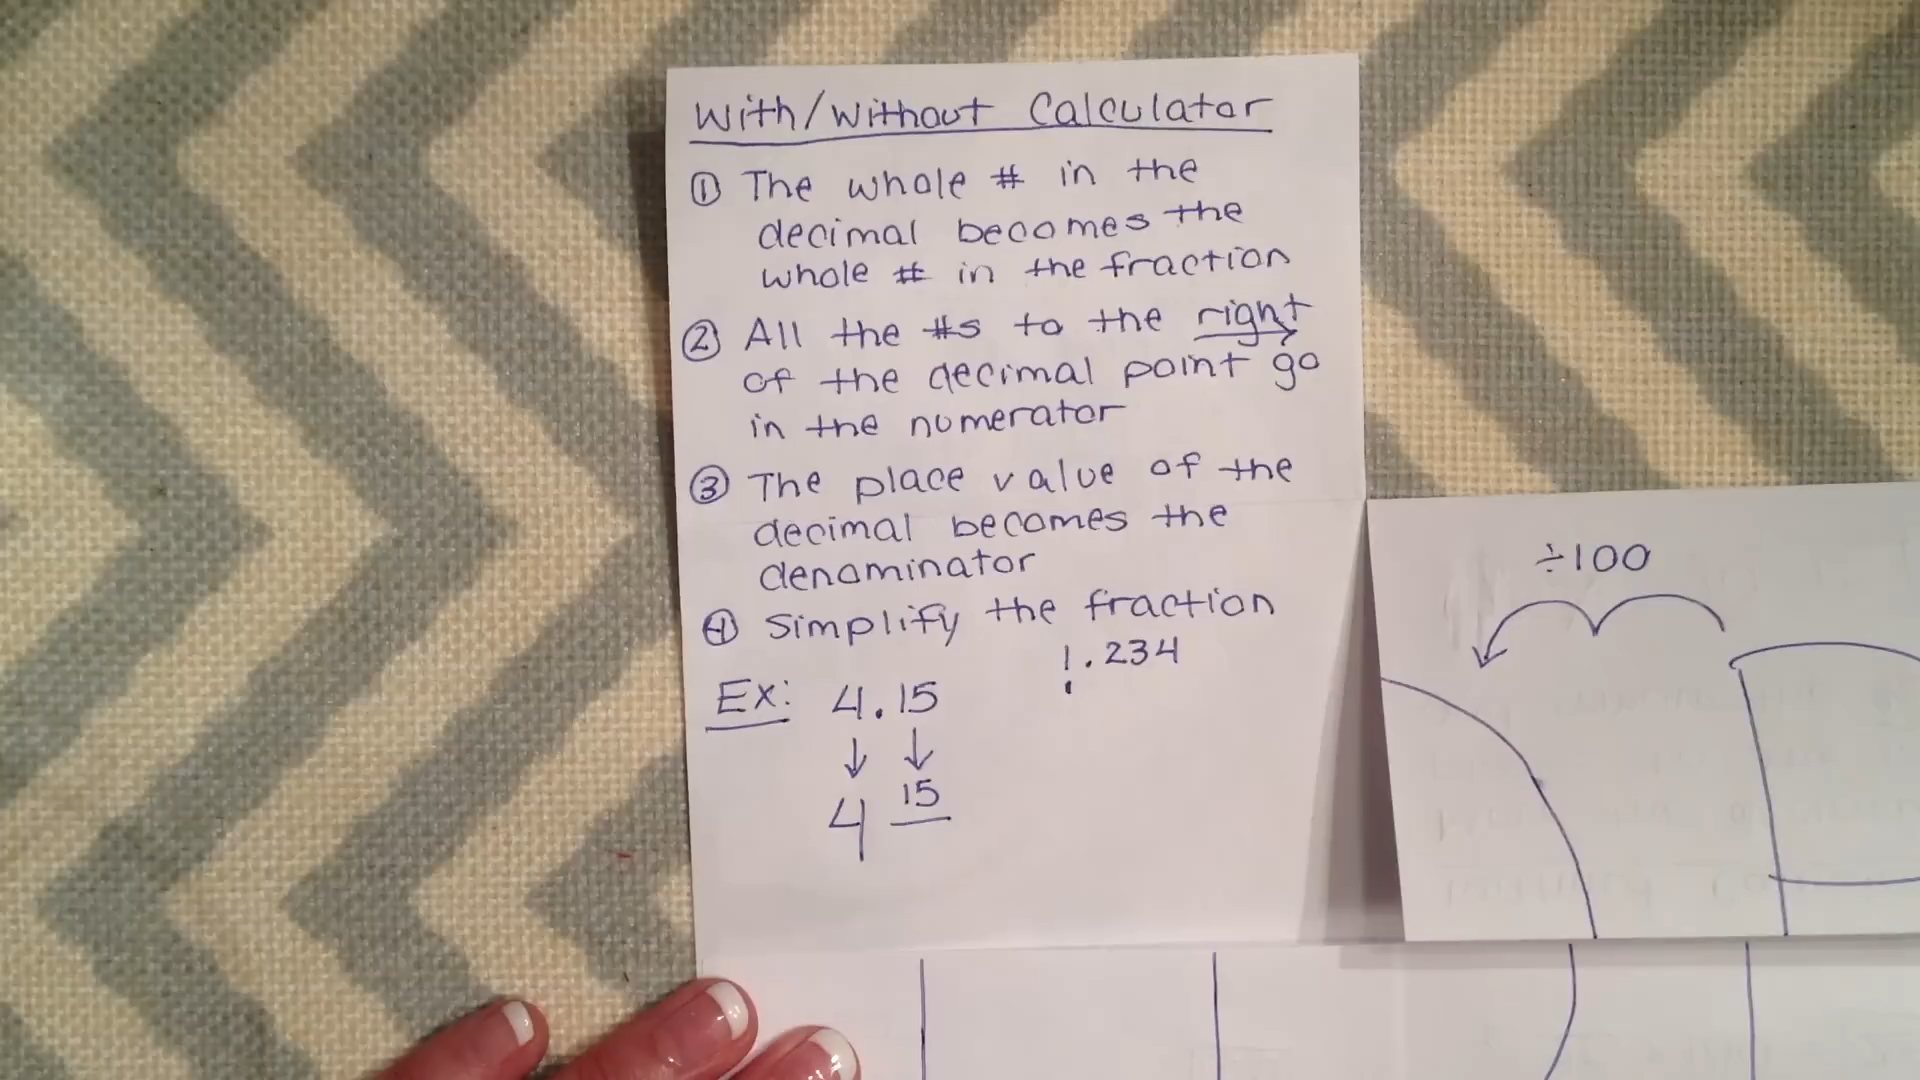 With/Without Calculator
① The whole # in the
decimal becomes the
whole # in the fraction
② All the #s to the right
of the decimal point go
in the numerator
③ The place value of the
decimal becomes the
denominator
④ Simplify the fraction
1.234
Ex: 4.15
4 15
÷100